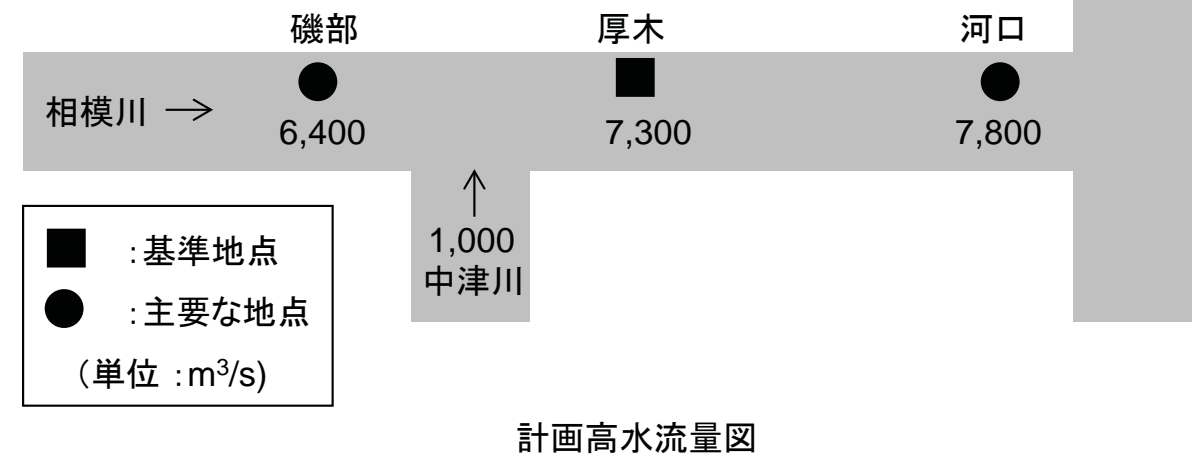 磯部
厚木
河口
相模川 →
6,400
7,300
7,800
↑
1,000
中津川
■ :基準地点
● :主要な地点
(単位 :m³/s)
計画高水流量図